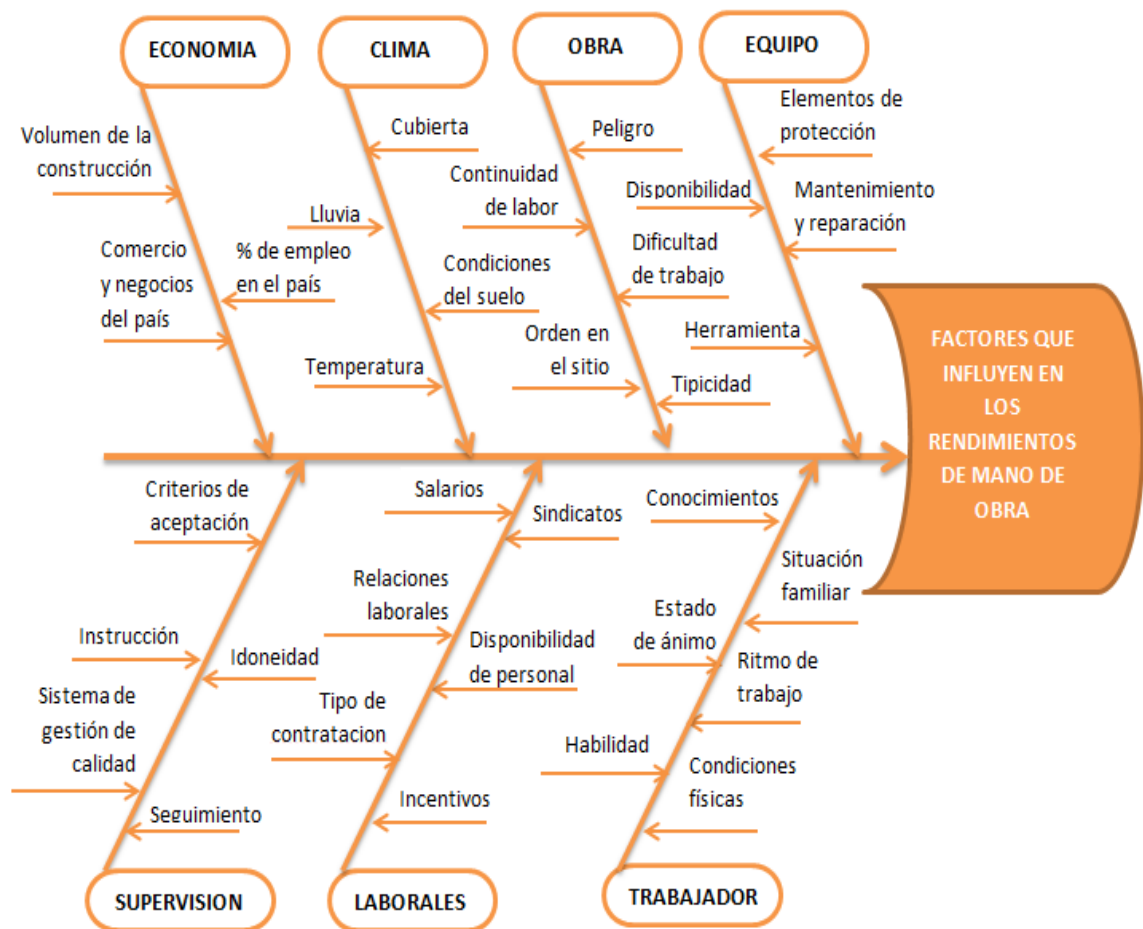 ECONOMIA
CLIMA
OBRA
EQUIPO
Volumen de la
construcción
Comercio
y negocios
del país
% de empleo
en el país
Cubierta
Lluvia
Condiciones
del suelo
Temperatura
Peligro
Continuidad
de labor
Dificultad
de trabajo
Orden en
el sitio
Tipicidad
Elementos de
protección
Disponibilidad
Mantenimiento
y reparación
Herramienta
FACTORES QUE
INFLUYEN EN
LOS
RENDIMIENTOS
DE MANO DE
OBRA
Criterios de
aceptación
Instrucción
Idoneidad
Sistema de
gestión de
calidad
Seguimiento
Salarios
Sindicatos
Relaciones
laborales
Disponibilidad
de personal
Tipo de
contratacion
Incentivos
Conocimientos
Situación
familiar
Estado
de ánimo
Ritmo de
trabajo
Habilidad
Condiciones
físicas
SUPERVISION
LABORALES
TRABAJADOR